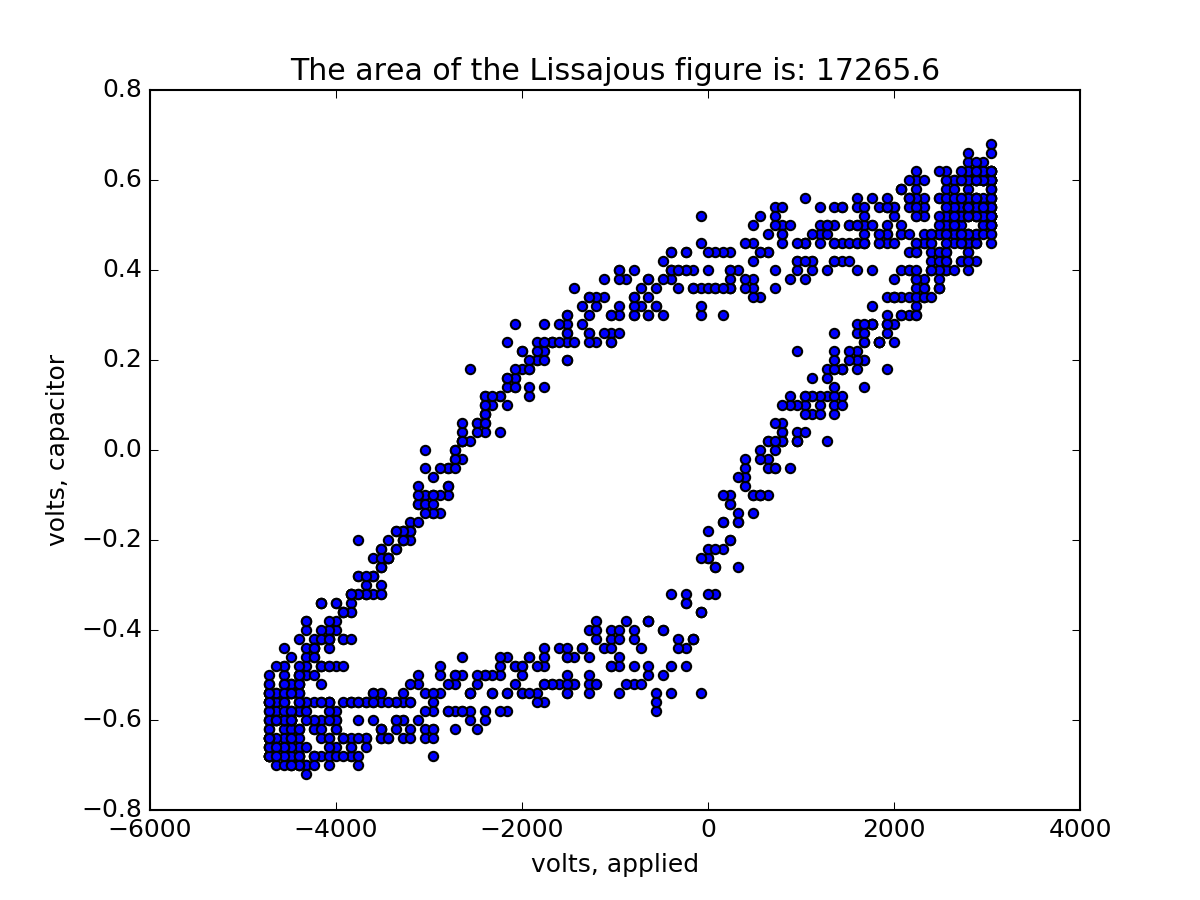 The area of the Lissajous figure is: 17265.6
0.8
0.6
0.4
0.2
0.0
−0.2
−0.4
−0.6
−0.8
volts, capacitor
−6000 −4000 −2000 0 2000 4000
volts, applied